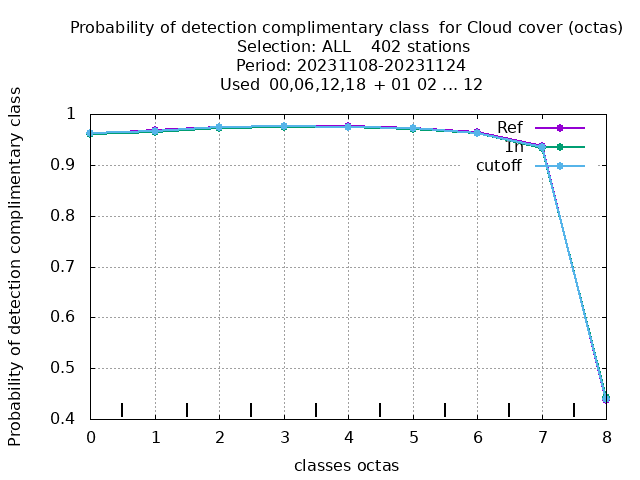 Probability of detection complimentary class  for Cloud cover (octas)
Selection: ALL    402 stations
Period: 20231108-20231124
Used  00,06,12,18  + 01 02 ... 12
Probability of detection complimentary class
1
0.9
0.8
0.7
0.6
0.5
0.4
Ref
1h
cutoff
0 1 2 3 4 5 6 7 8
classes octas